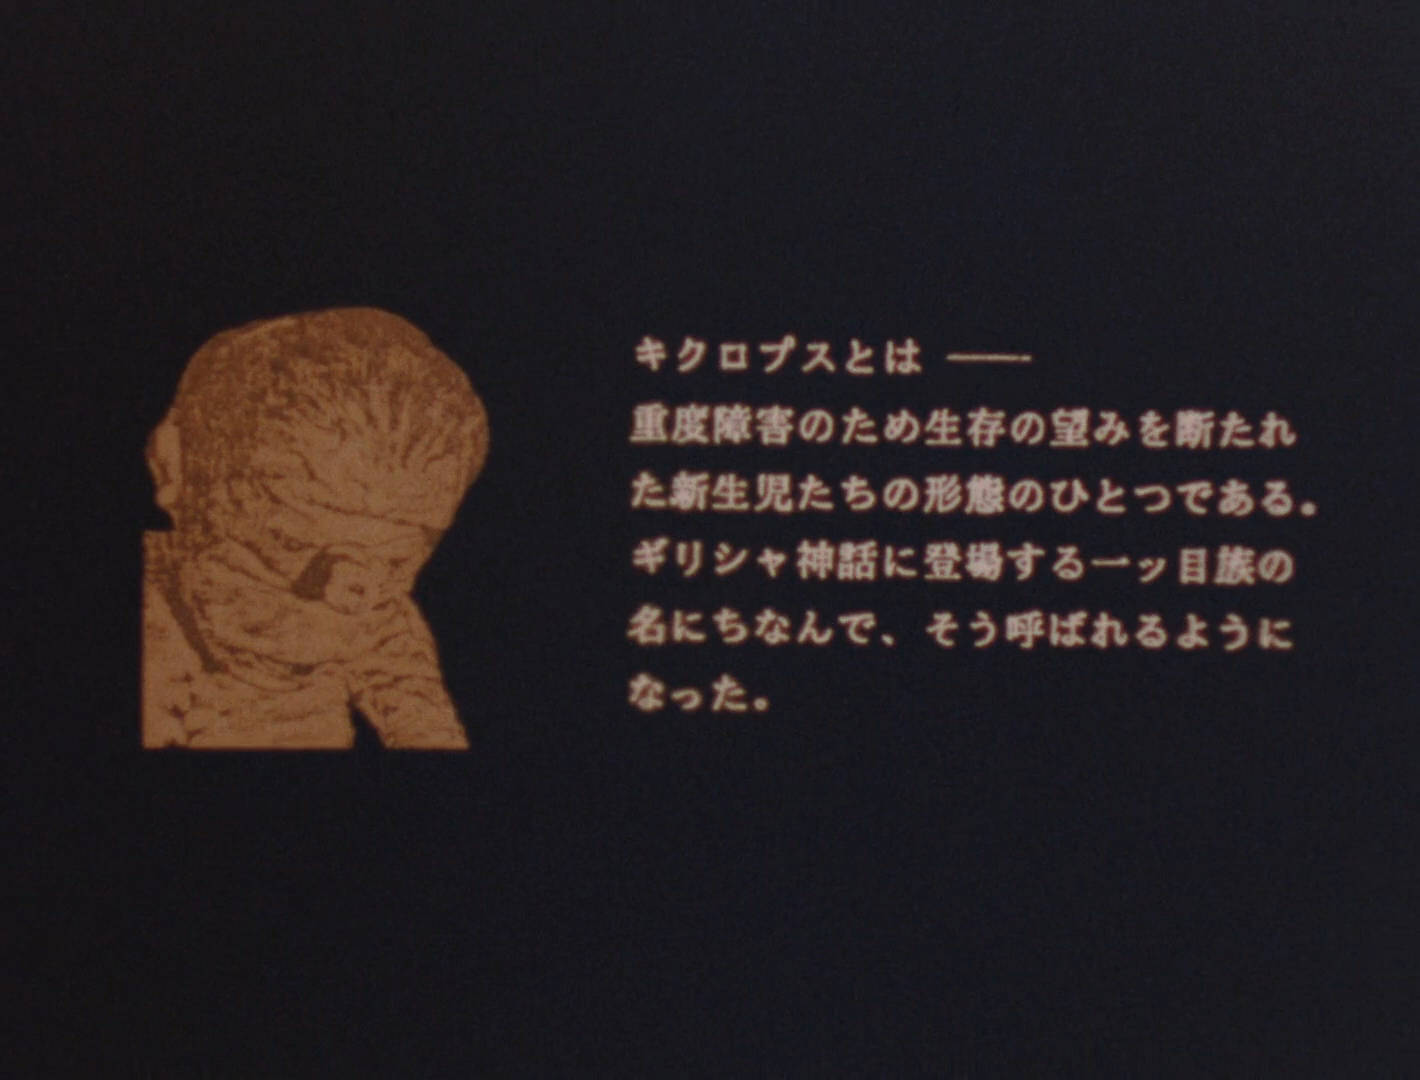 キクロプスとは ──
重度障害のため生存の望みを断たれ
た新生児たちの形態のひとつである。
ギリシャ神話に登場する一ッ目族の
名にちなんで、そう呼ばれるように
なった。